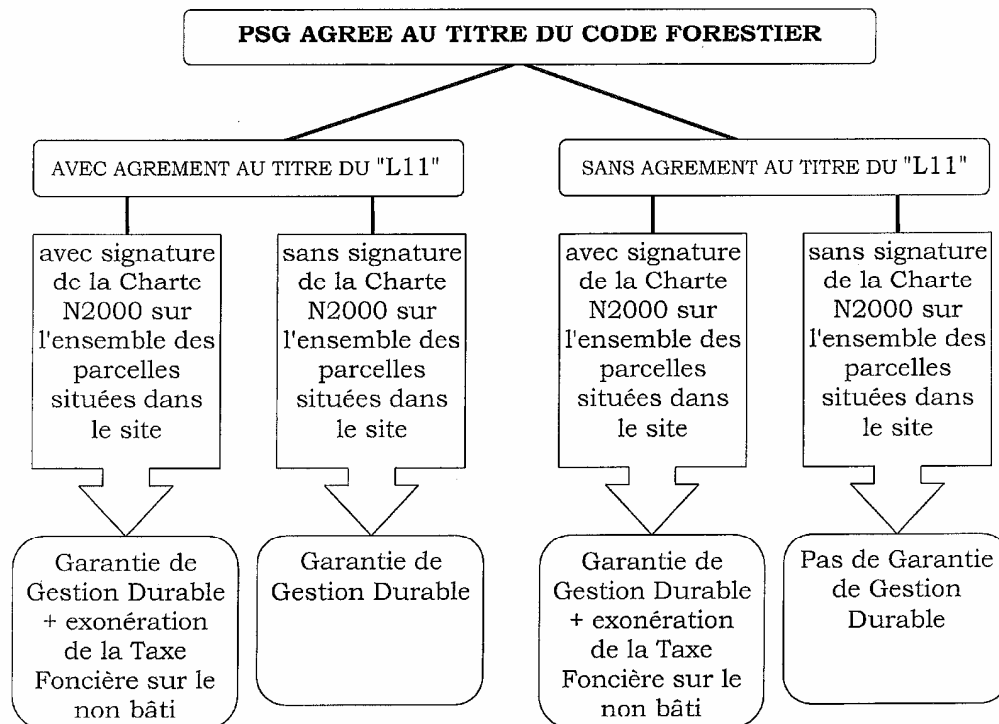 PSG AGREE AU TITRE DU CODE FORESTIER
AVEC AGREMENT AU TITRE DU "L11"
SANS AGREMENT AU TITRE DU "L11"
avec signature
de la Charte
N2000 sur
l'ensemble des
parcelles
situées dans
le site
sans signature
de la Charte
N2000 sur
l'ensemble des
parcelles
situées dans
le site
avec signature
de la Charte
N2000 sur
l'ensemble des
parcelles
situées dans
le site
sans signature
de la Charte
N2000 sur
l'ensemble des
parcelles
situées dans
le site
Garantie de
Gestion Durable
+ exonération
de la Taxe
Foncière sur le
non bâti
Garantie de
Gestion Durable
Garantie de
Gestion Durable
+ exonération
de la Taxe
Foncière sur le
non bâti
Pas de Garantie
de Gestion
Durable